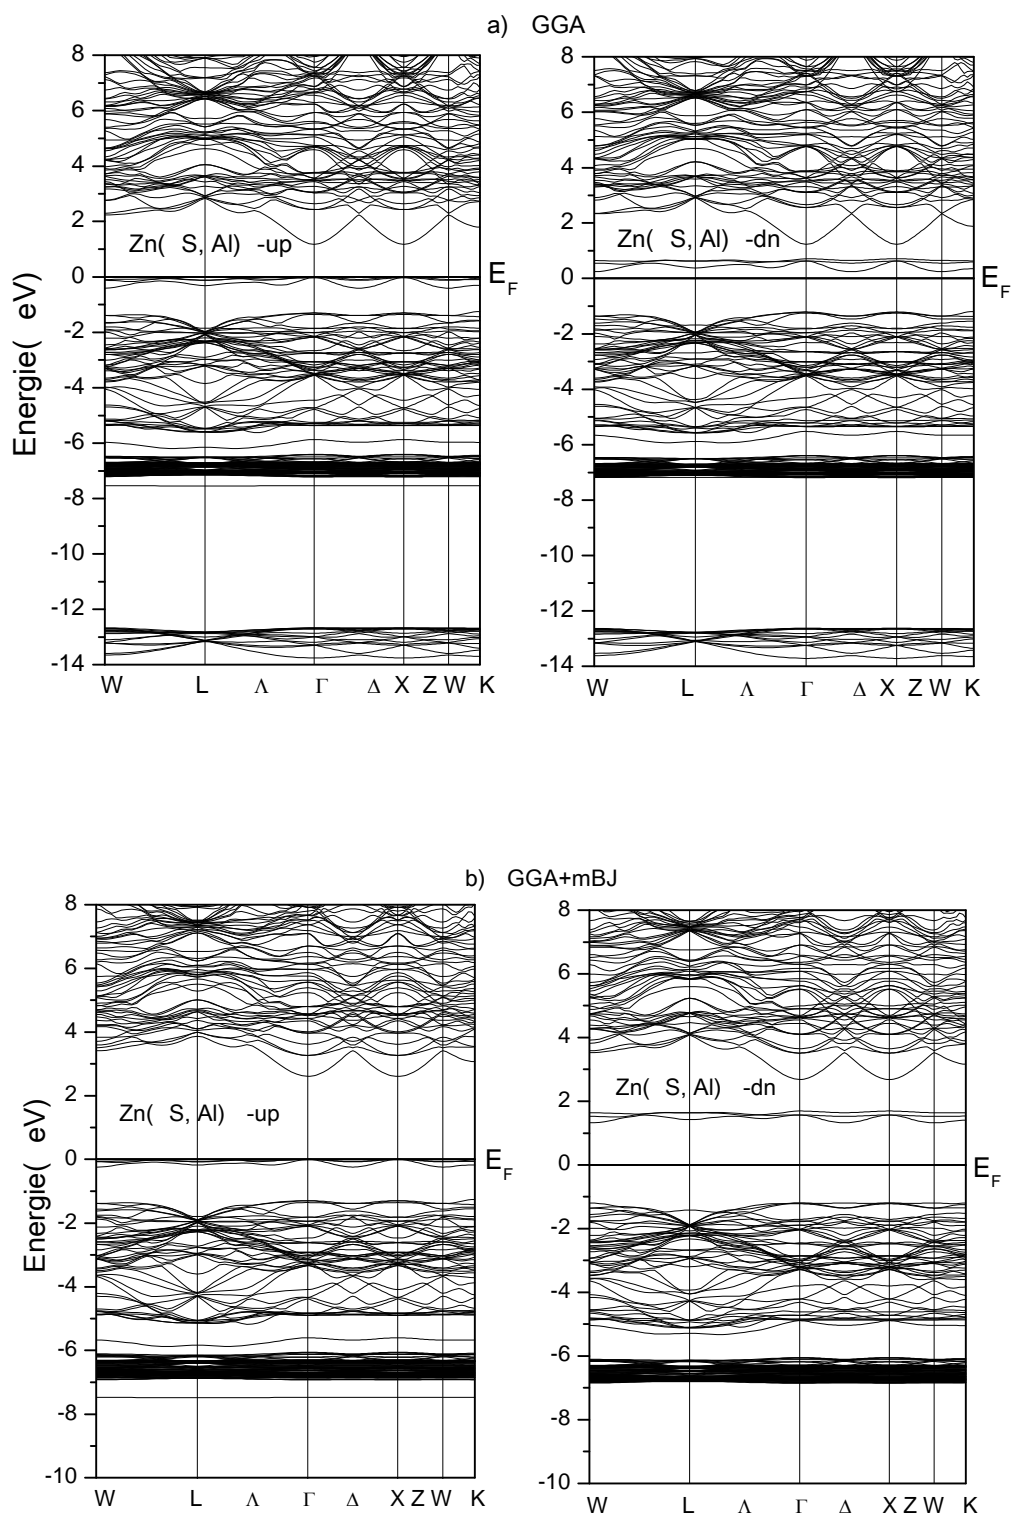 a) GGA
8 8
6 6
4 4
2 2
Zn( S, Al) -up Zn( S, Al) -dn
0 E_F 0 E_F
-2 -2
-4 -4
-6 -6
-8 -8
-10 -10
-12 -12
-14 -14
Energie( eV)
W L Λ Γ Δ X Z W K W L Λ Γ Δ X Z W K
b) GGA+mBJ
8 8
6 6
4 4
2 2
Zn( S, Al) -up Zn( S, Al) -dn
0 E_F 0 E_F
-2 -2
-4 -4
-6 -6
-8 -8
-10 -10
Energie( eV)
W L Λ Γ Δ X Z W K W L Λ Γ Δ X Z W K